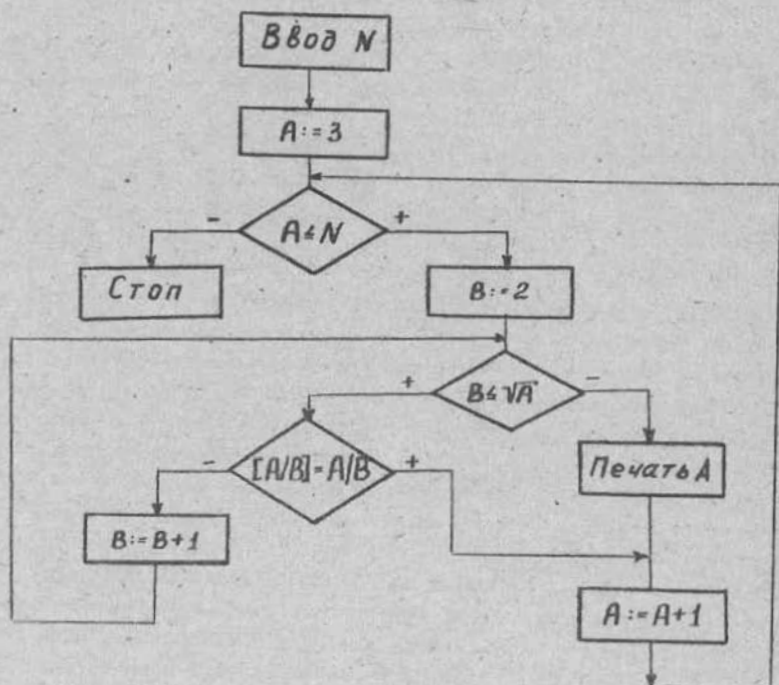 Ввод N
A:=3
A≤N
-
+
Стоп
B:=2
B≤√A
+
-
[A/B]=A/B
-
+
Печать A
B:=B+1
A:=A+1